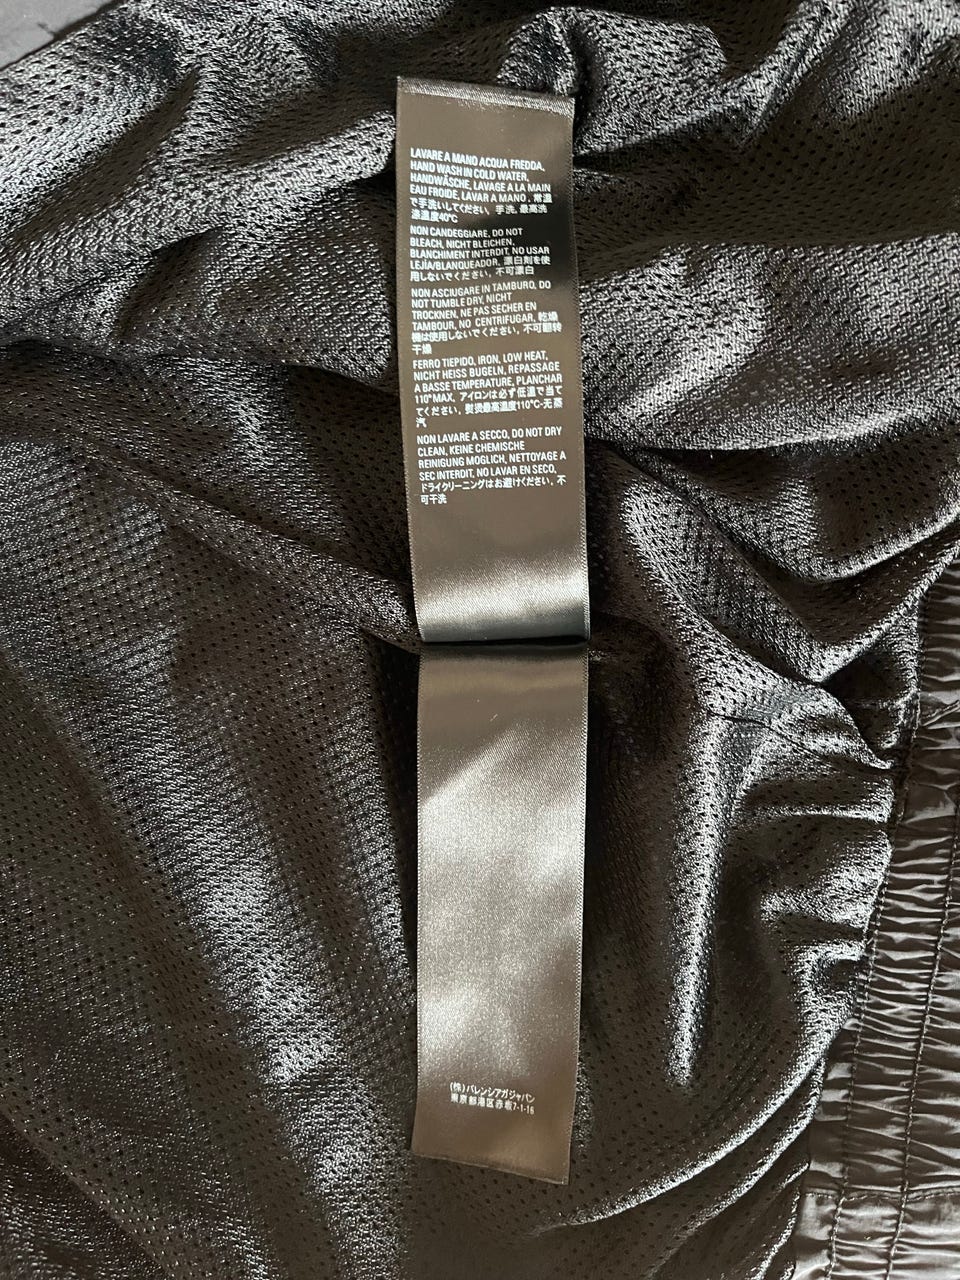 LAVARE A MANO ACQUA FREDDA,
HAND WASH IN COLD WATER,
HANDWÄSCHE, LAVAGE A LA MAIN
EAU FROIDE, LAVAR A MANO, 常温
で手洗いしてください, 手洗, 最高洗
涤温度40°C
NON CANDEGGIARE, DO NOT
BLEACH, NICHT BLEICHEN,
BLANCHIMENT INTERDIT, NO USAR
LEJÍA/BLANQUEADOR, 漂白剤を使
用しないでください, 不可漂白
NON ASCIUGARE IN TAMBURO, DO
NOT TUMBLE DRY, NICHT
TROCKNEN, NE PAS SECHER EN
TAMBOUR, NO CENTRIFUGAR, 乾燥
機は使用しないでください, 不可翻转
干燥
FERRO TIEPIDO, IRON, LOW HEAT,
NICHT HEISS BUGELN, REPASSAGE
A BASSE TEMPERATURE, PLANCHAR
110°MAX, アイロンは必ず低温で当て
てください, 熨烫最高温度110°C-无蒸
汽
NON LAVARE A SECCO, DO NOT DRY
CLEAN, KEINE CHEMISCHE
REINIGUNG MOGLICH, NETTOYAGE A
SEC INTERDIT, NO LAVAR EN SECO,
ドライクリーニングはお避けください, 不
可干洗
(株)バレンシアガジャパン
東京都港区赤坂7-1-16